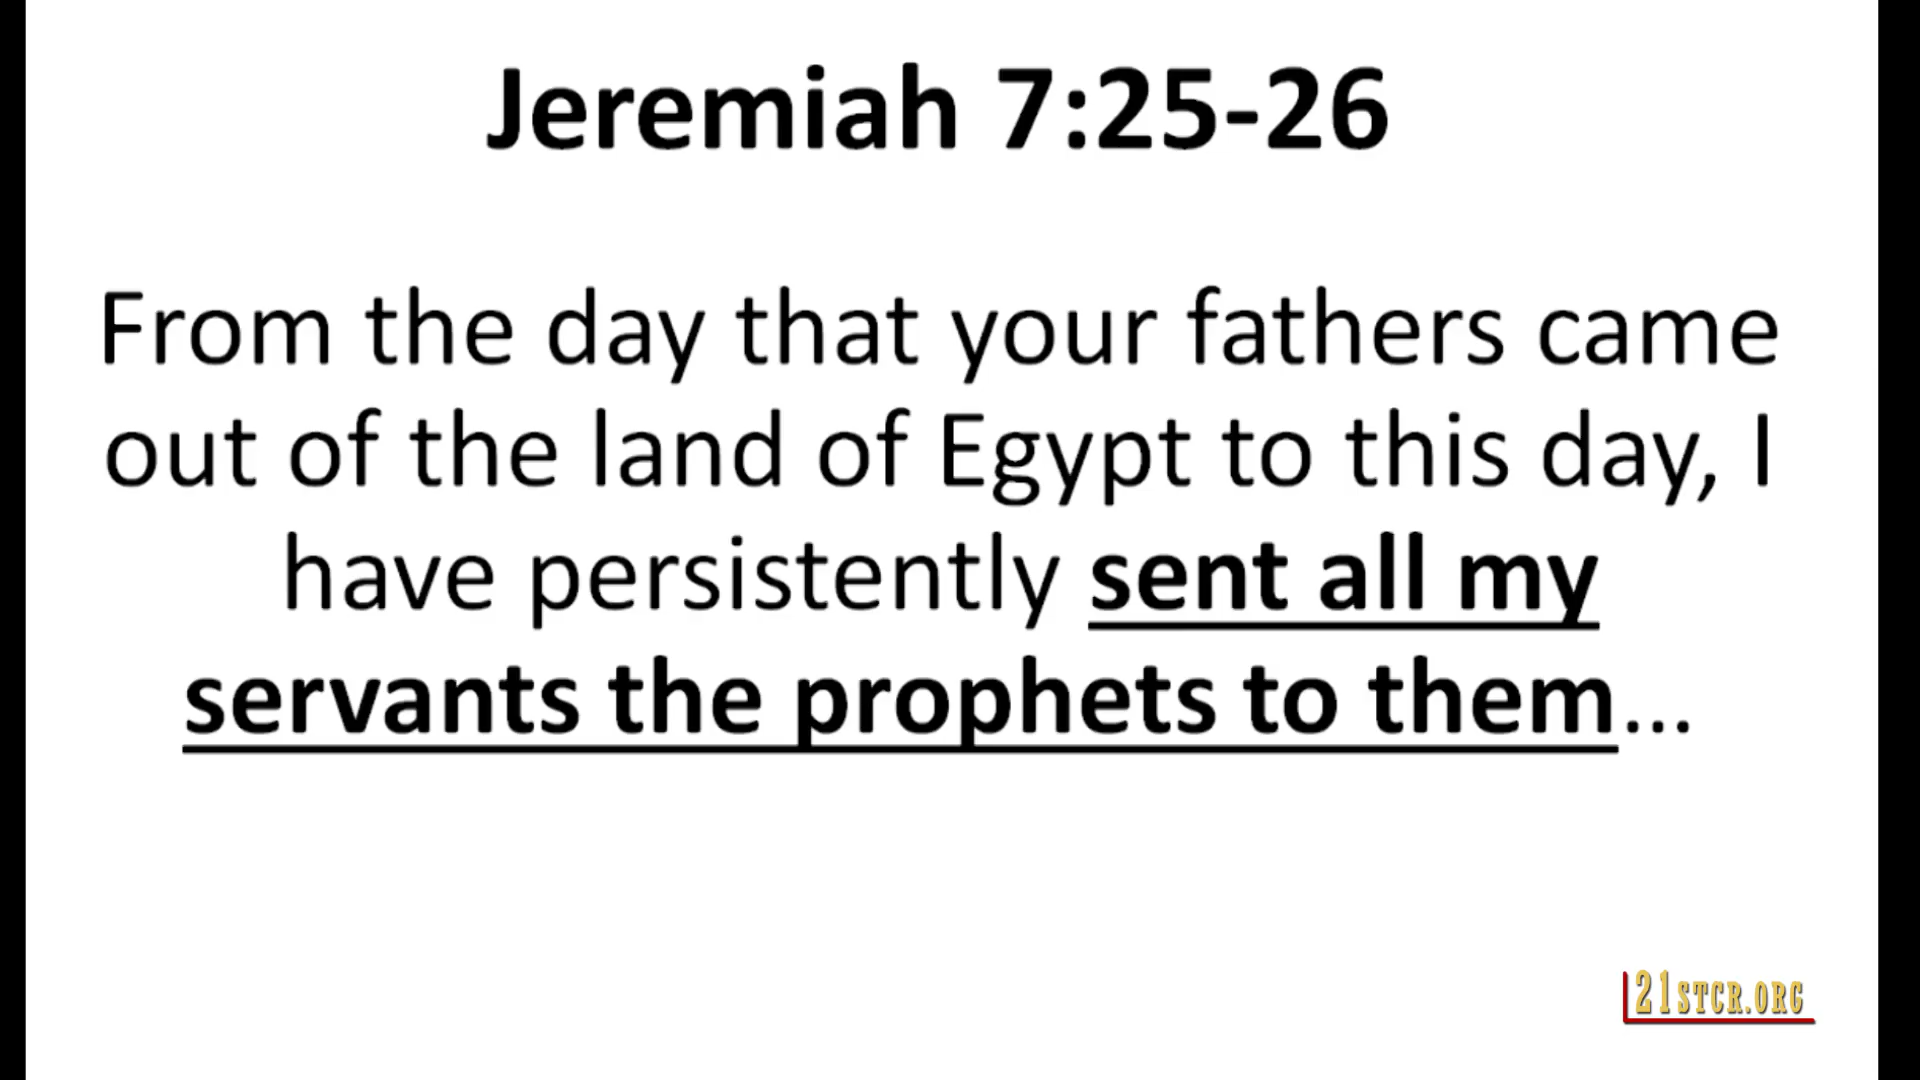 Jeremiah 7:25-26
From the day that your fathers came
out of the land of Egypt to this day, I
have persistently sent all my
servants the prophets to them...
21STCR.ORG